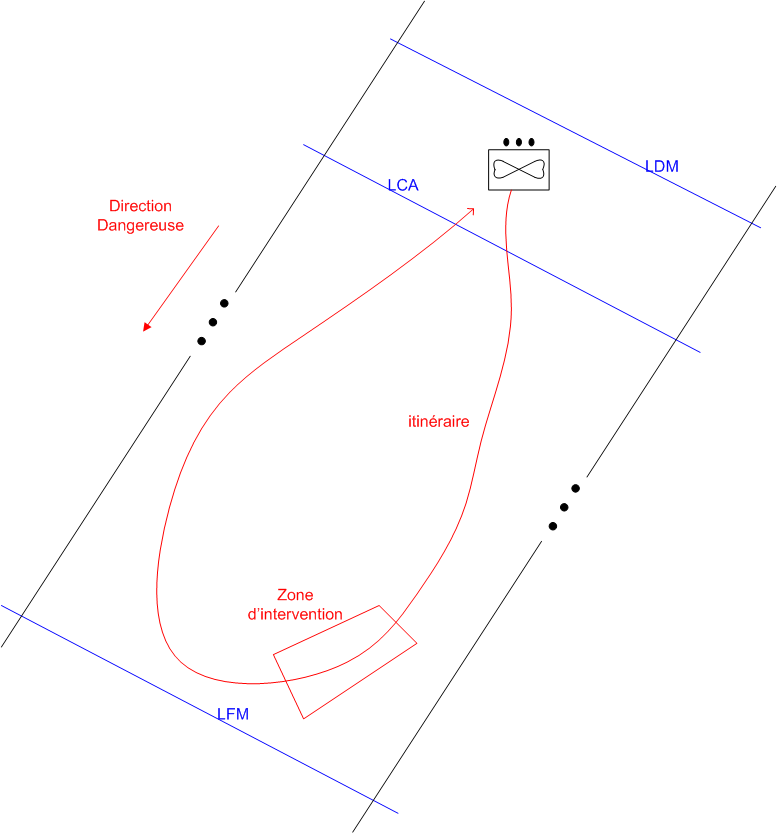 LDM
LCA
Direction
Dangereuse
itinéraire
Zone
d'intervention
LFM